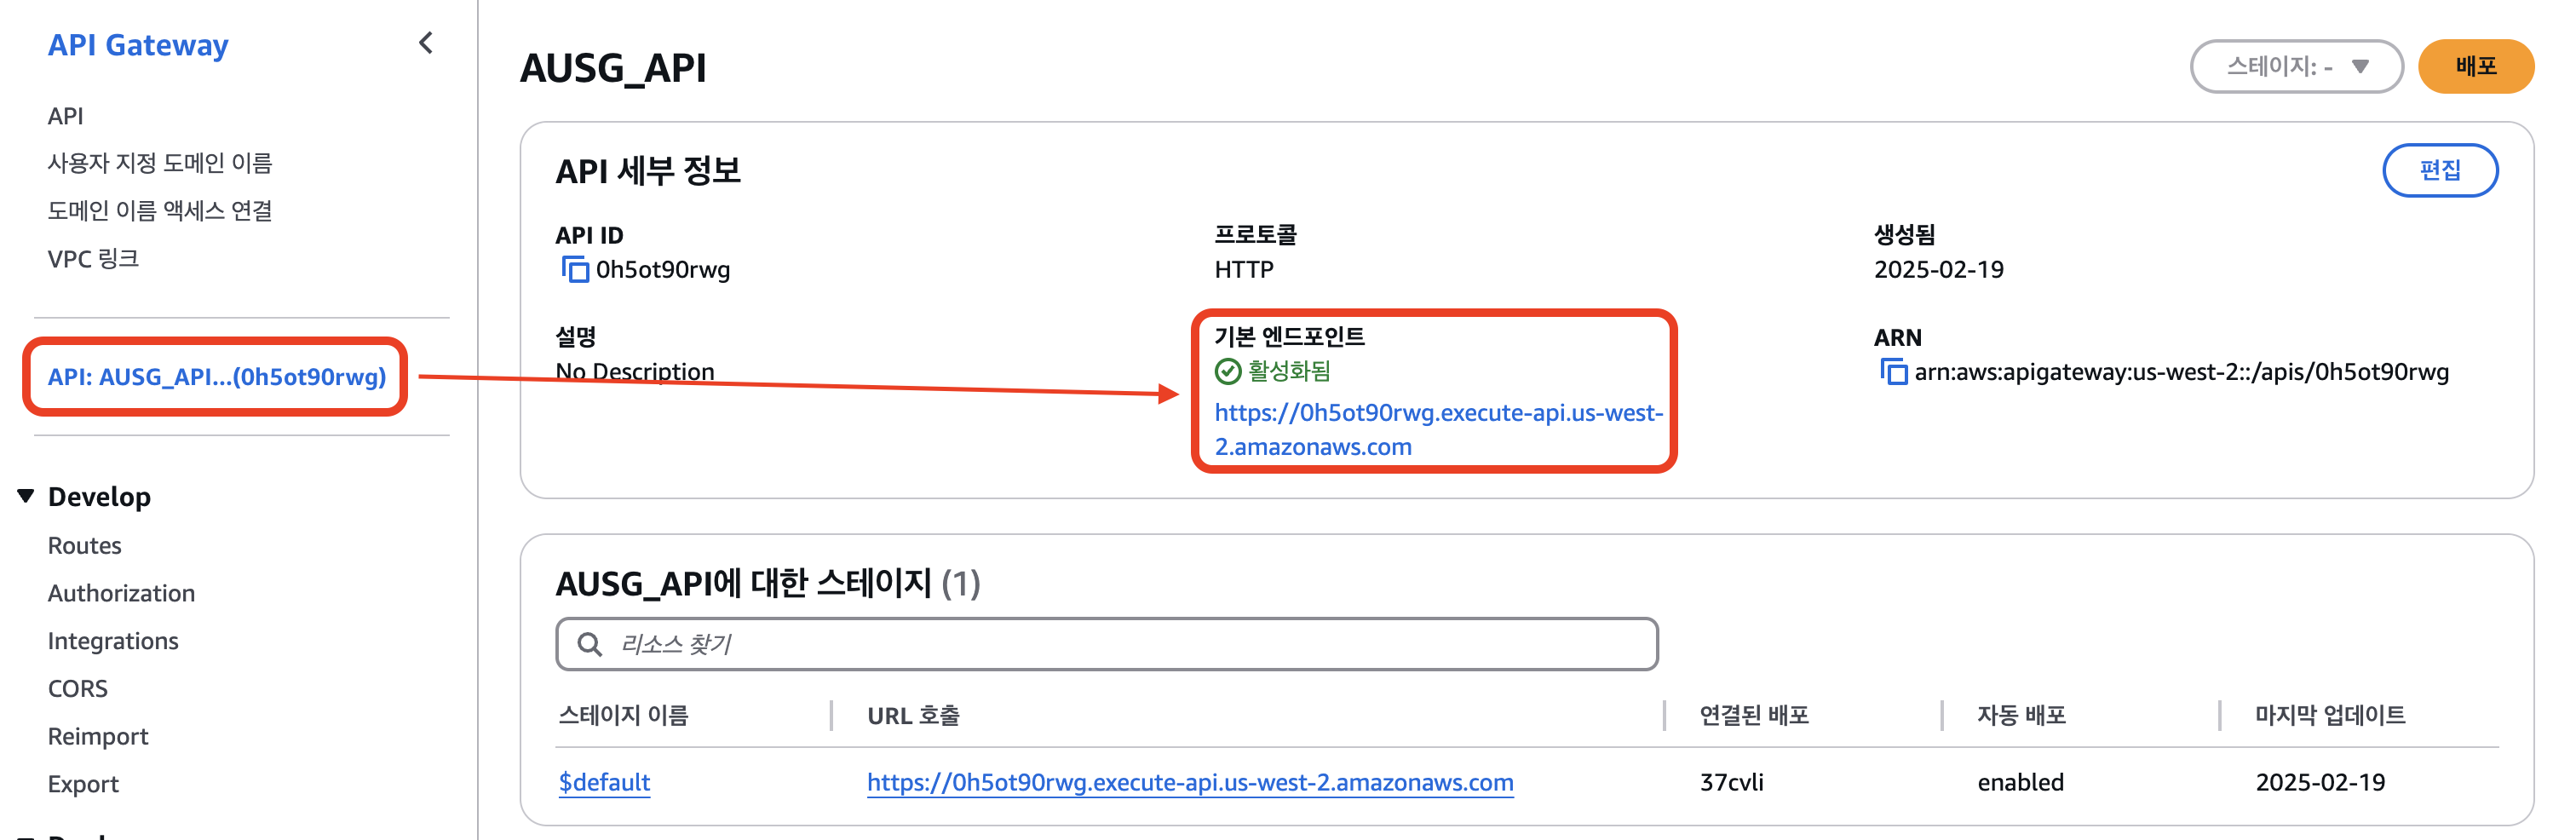 API Gateway
API
사용자 지정 도메인 이름
도메인 이름 액세스 연결
VPC 링크
API: AUSG_API...(0h5ot90rwg)
Develop
Routes
Authorization
Integrations
CORS
Reimport
Export
AUSG_API
스테이지: -
배포
API 세부 정보
편집
API ID
0h5ot90rwg
프로토콜
HTTP
생성됨
2025-02-19
설명
No Description
기본 엔드포인트
활성화됨
https://0h5ot90rwg.execute-api.us-west-
2.amazonaws.com
ARN
arn:aws:apigateway:us-west-2::/apis/0h5ot90rwg
AUSG_API에 대한 스테이지 (1)
리소스 찾기
스테이지 이름
URL 호출
연결된 배포
자동 배포
마지막 업데이트
$default
https://0h5ot90rwg.execute-api.us-west-2.amazonaws.com
37cvli
enabled
2025-02-19